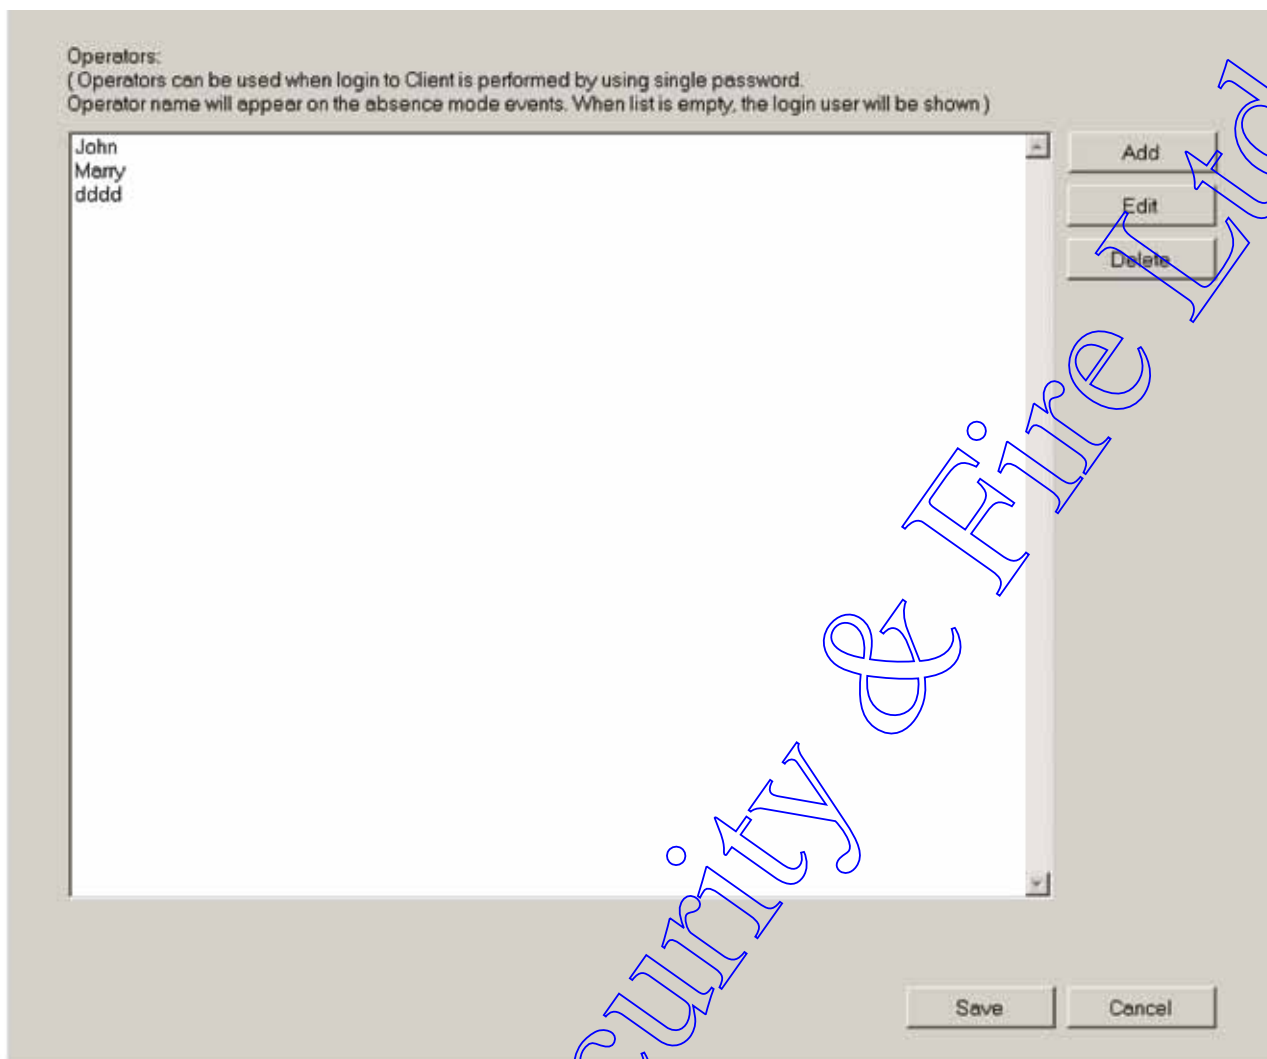 Operators:
( Operators can be used when login to Client is performed by using single password.
Operator name will appear on the absence mode events. When list is empty, the login user will be shown )
John
Marry
dddd
Add
Edit
Delete
curity & Fire Ltd
Save
Cancel